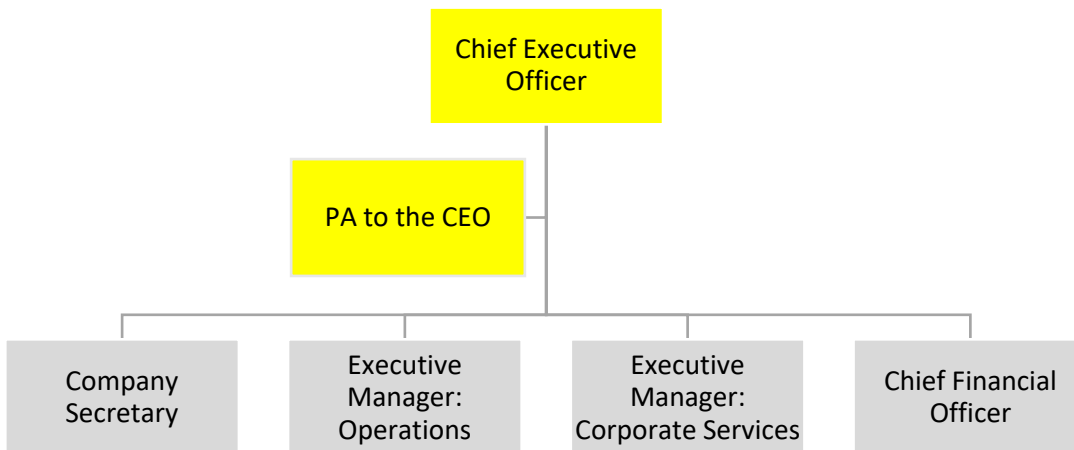 Chief Executive
Officer
PA to the CEO
Company
Secretary
Executive
Manager:
Operations
Executive
Manager:
Corporate Services
Chief Financial
Officer